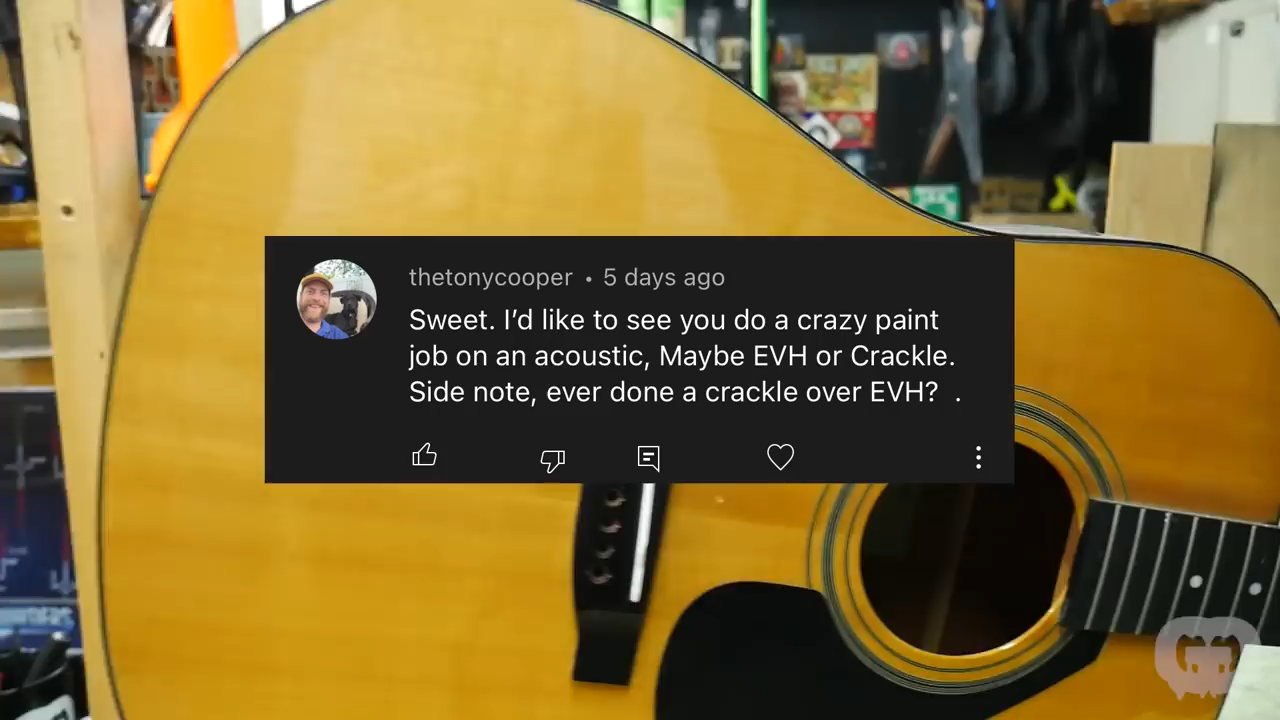 thetonycooper • 5 days ago
Sweet. I’d like to see you do a crazy paint
job on an acoustic, Maybe EVH or Crackle.
Side note, ever done a crackle over EVH?  .